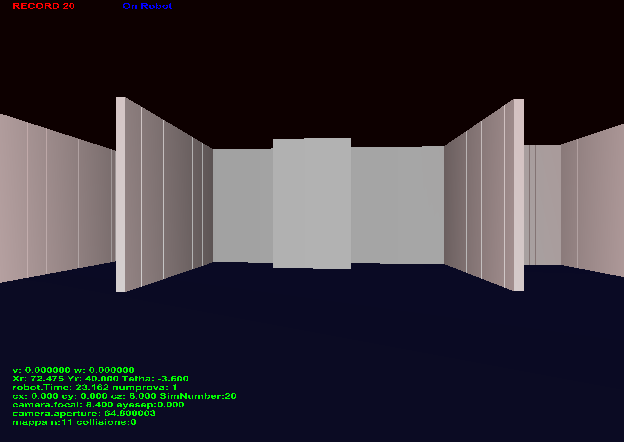 RECORD 20 On Robot
v: 0.000000 w: 0.000000
Xr: 72.475 Yr: 40.000 Tetha: -3.600
robot.Time: 23.162 numprova: 1
cx: 0.000 cy: 0.000 cz: 6.000 SimNumber:20
camera.focal: 8.400 eyesep:0.000
camera.aperture: 64.600003
mappa n:11 collisione:0